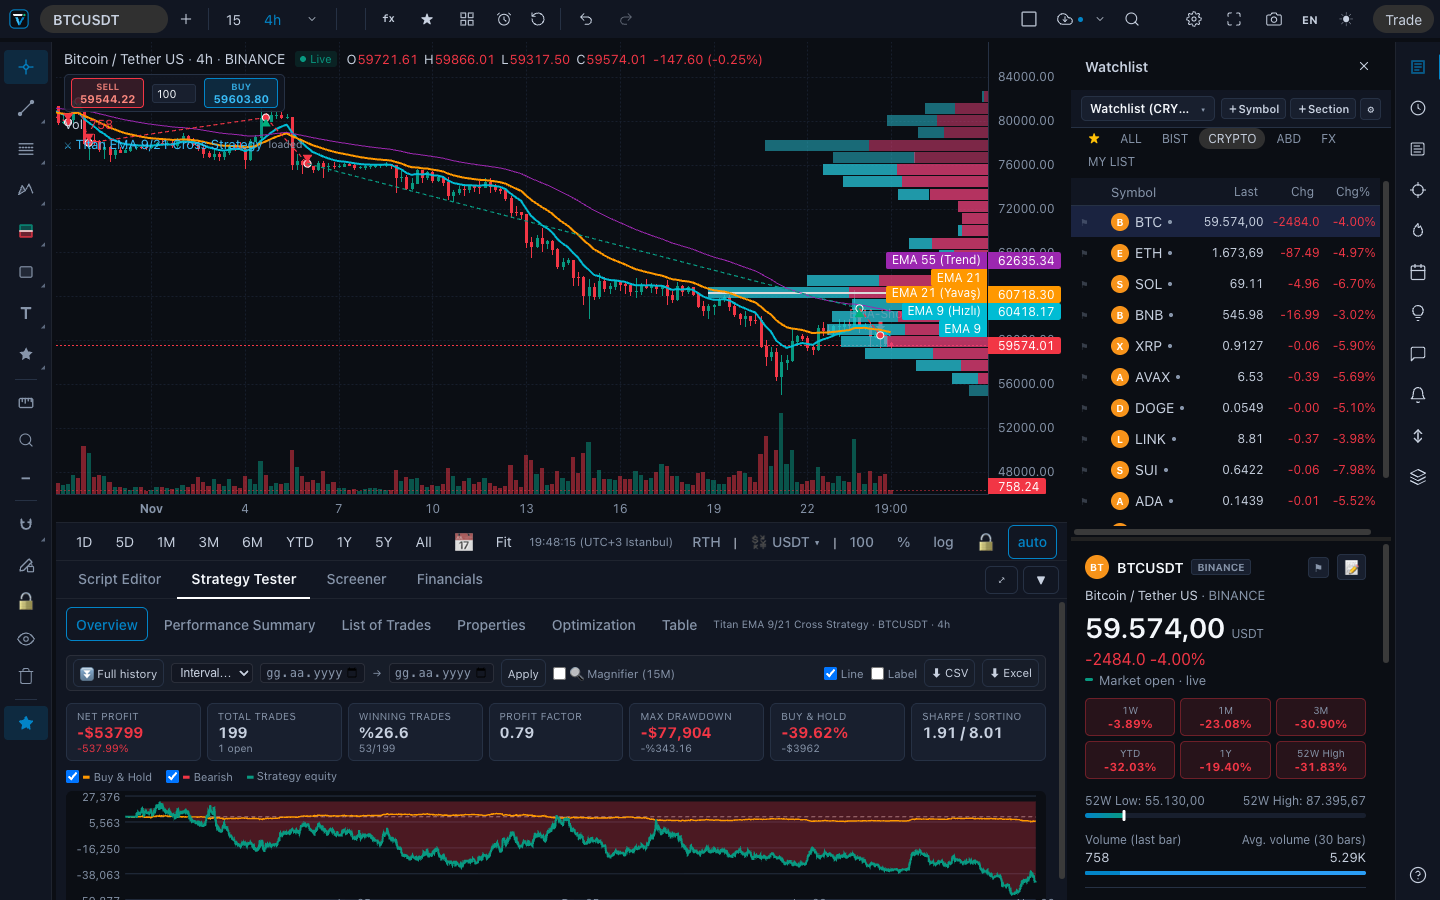 BTCUSDT
15 4h
fx
EN
Trade
Bitcoin / Tether US · 4h · BINANCE Live O59721.61 H59866.01 L59317.50 C59574.01 -147.60 (-0.25%)
SELL
59544.22
100
BUY
59603.80
Vol 758
Titan EMA 9/21 Cross Strategy loaded
84000.00
80000.00
76000.00
72000.00
EMA 55 (Trend) 62635.34
EMA 21
EMA 21 (Yavaş) 60718.30
EMA 9 (Hızlı) 60418.17
EMA 9
59574.01
56000.00
52000.00
48000.00
758.24
Nov 4 7 10 13 16 19 22 19:00
1D 5D 1M 3M 6M YTD 1Y 5Y All Fit 19:48:15 (UTC+3 Istanbul) RTH | USDT | 100 % log auto
Script Editor Strategy Tester Screener Financials
Overview Performance Summary List of Trades Properties Optimization Table Titan EMA 9/21 Cross Strategy · BTCUSDT · 4h
Full history Interval... gg.aa.yyyy → gg.aa.yyyy Apply Magnifier (15M) Line Label CSV Excel
NET PROFIT
-$53799
-537.99%
TOTAL TRADES
199
1 open
WINNING TRADES
%26.6
53/199
PROFIT FACTOR
0.79
MAX DRAWDOWN
-$77,904
-%343.16
BUY & HOLD
-39.62%
-$3962
SHARPE / SORTINO
1.91 / 8.01
Buy & Hold Bearish Strategy equity
27,376
5,563
-16,250
-38,063
Watchlist
Watchlist (CRY... +Symbol +Section
ALL BIST CRYPTO ABD FX
MY LIST
Symbol Last Chg Chg%
B BTC 59.574,00 -2484.0 -4.00%
E ETH 1.673,69 -87.49 -4.97%
S SOL 69.11 -4.96 -6.70%
B BNB 545.98 -16.99 -3.02%
X XRP 0.9127 -0.06 -5.90%
A AVAX 6.53 -0.39 -5.69%
D DOGE 0.0549 -0.00 -5.10%
L LINK 8.81 -0.37 -3.98%
S SUI 0.6422 -0.06 -7.98%
A ADA 0.1439 -0.01 -5.52%
BT BTCUSDT BINANCE
Bitcoin / Tether US · BINANCE
59.574,00 USDT
-2484.0 -4.00%
Market open · live
1W
-3.89%
1M
-23.08%
3M
-30.90%
YTD
-32.03%
1Y
-19.40%
52W High
-31.83%
52W Low: 55.130,00 52W High: 87.395,67
Volume (last bar) Avg. volume (30 bars)
758 5.29K